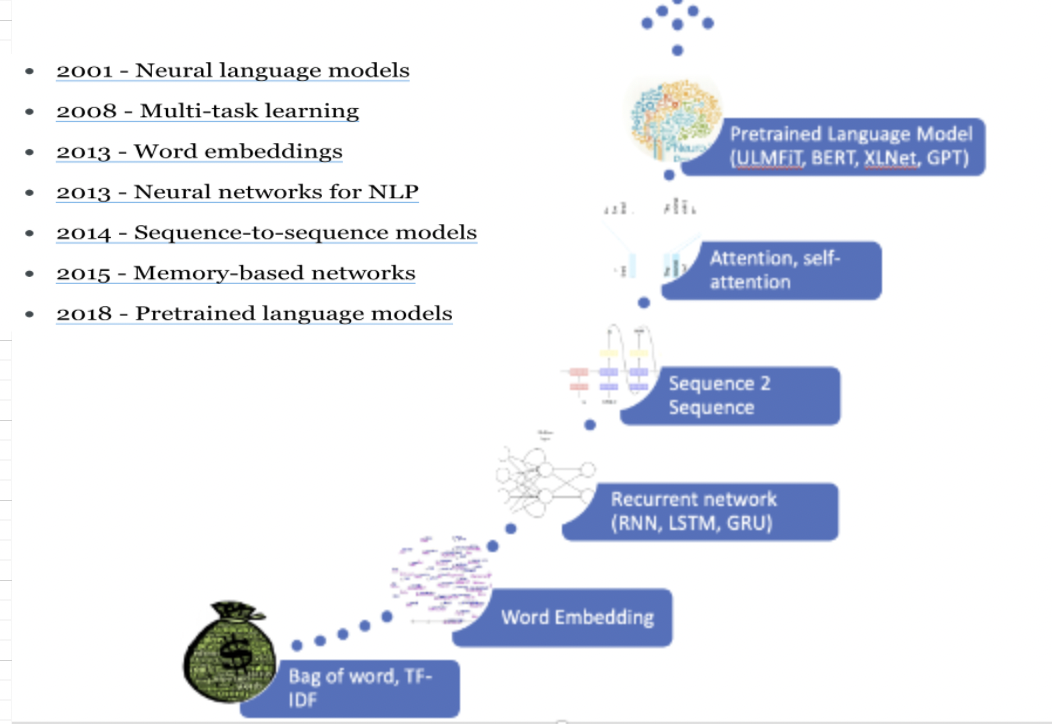 2001 - Neural language models
2008 - Multi-task learning
2013 - Word embeddings
2013 - Neural networks for NLP
2014 - Sequence-to-sequence models
2015 - Memory-based networks
2018 - Pretrained language models
Pretrained Language Model
(ULMFiT, BERT, XLNet, GPT)
Attention, self-
attention
Sequence 2
Sequence
Recurrent network
(RNN, LSTM, GRU)
Word Embedding
Bag of word, TF-
IDF
$